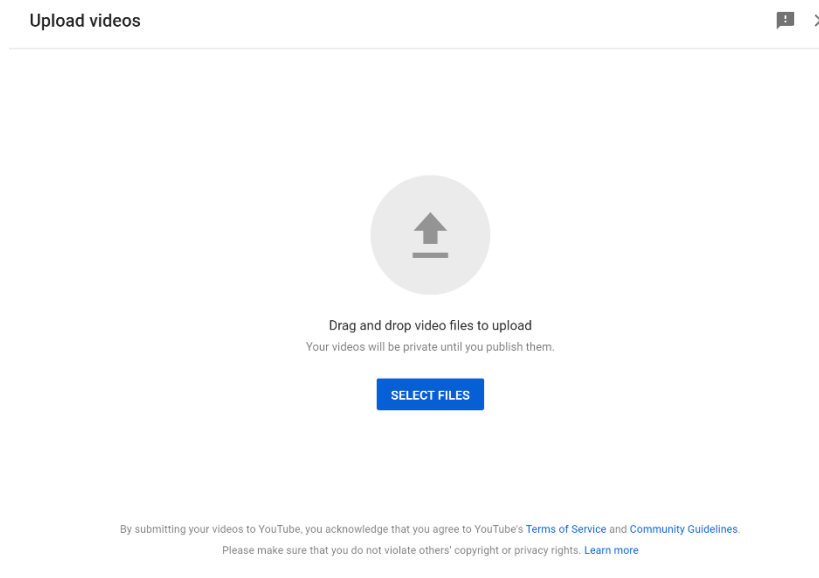 Upload videos
Drag and drop video files to upload
Your videos will be private until you publish them.
SELECT FILES
By submitting your videos to YouTube, you acknowledge that you agree to YouTube's Terms of Service and Community Guidelines.
Please make sure that you do not violate others' copyright or privacy rights. Learn more